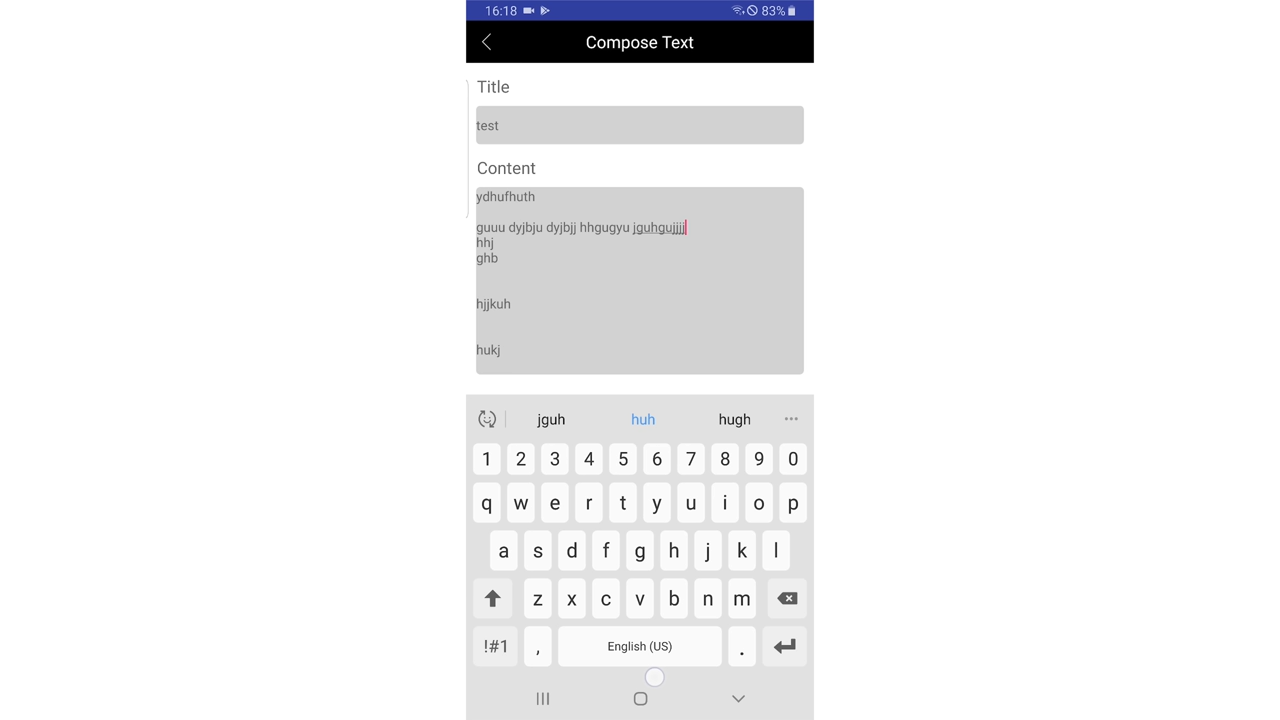 16:18 83%
Compose Text
Title
test
Content
ydhufhuth
guuu dyjbju dyjbjj hhgugyu jguhgujjjj
hhj
ghb
hjjkuh
hukj
jguh huh hugh
1 2 3 4 5 6 7 8 9 0
q w e r t y u i o p
a s d f g h j k l
z x c v b n m
!#1 , English (US) .